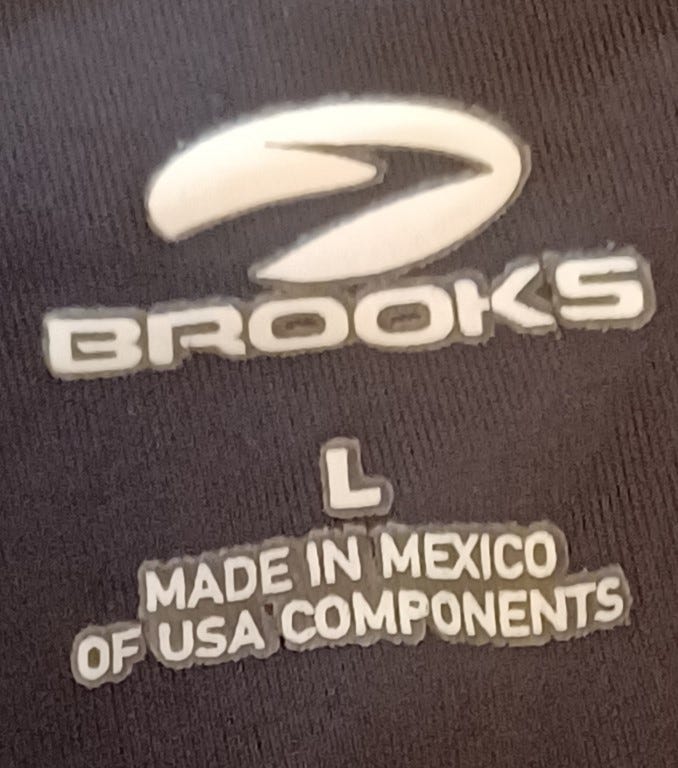 BROOKS
L
MADE IN MEXICO
OF USA COMPONENTS